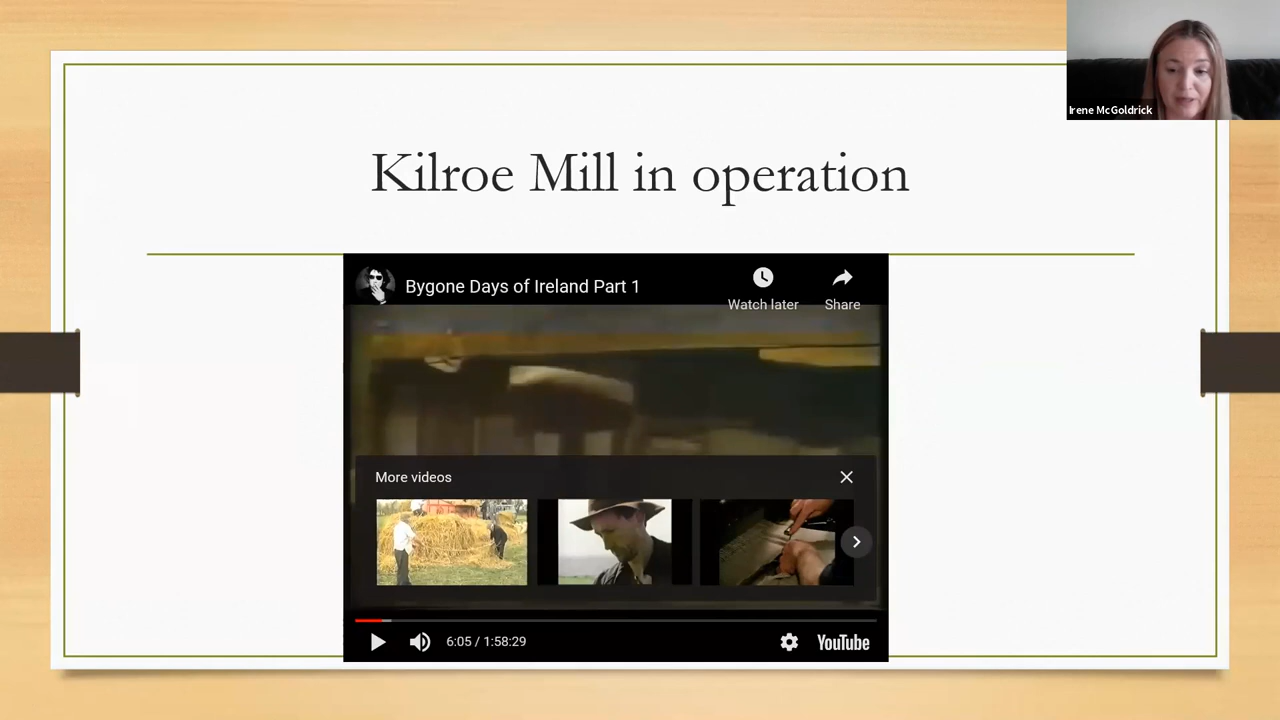 Irene McGoldrick
Kilroe Mill in operation
Bygone Days of Ireland Part 1
Watch later
Share
More videos
6:05 / 1:58:29
YouTube